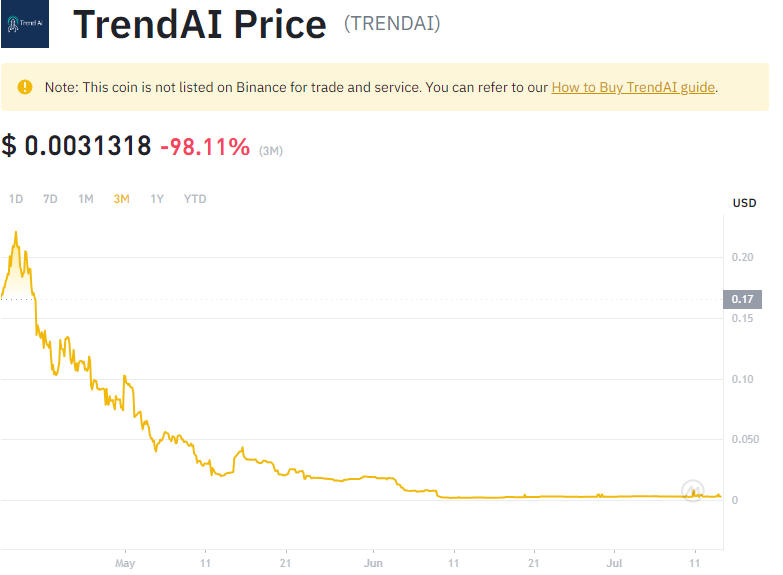 Trend Ai
TrendAI Price (TRENDAI)
Note: This coin is not listed on Binance for trade and service. You can refer to our How to Buy TrendAI guide.
$ 0.0031318 -98.11% (3M)
1D 7D 1M 3M 1Y YTD
USD
0.20
0.17
0.15
0.10
0.050
0
May 11 21 Jun 11 21 Jul 11